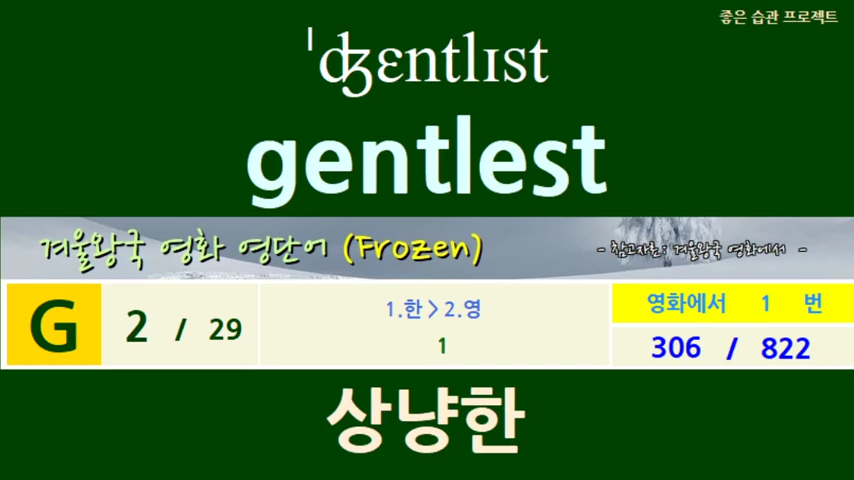 좋은 습관 프로젝트
ˈʤɛntlɪst
gentlest
겨울왕국 영화 영단어 (Frozen)
- 참고자료: 겨울왕국 영화에서 -
G
2 / 29
1.한 > 2.영
1
영화에서 1 번
306 / 822
상냥한